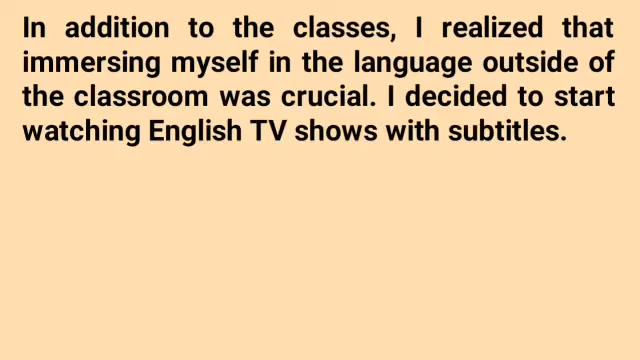 In addition to the classes, I realized that
immersing myself in the language outside of
the classroom was crucial. I decided to start
watching English TV shows with subtitles.